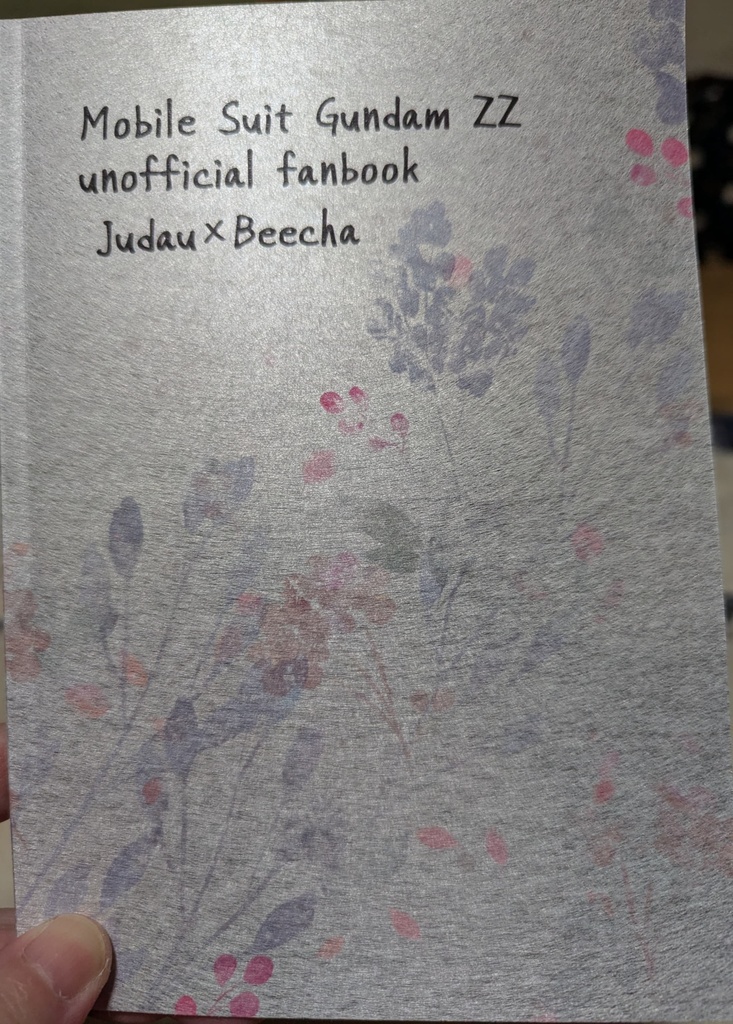 Mobile Suit Gundam ZZ
unofficial fanbook
Judau×Beecha